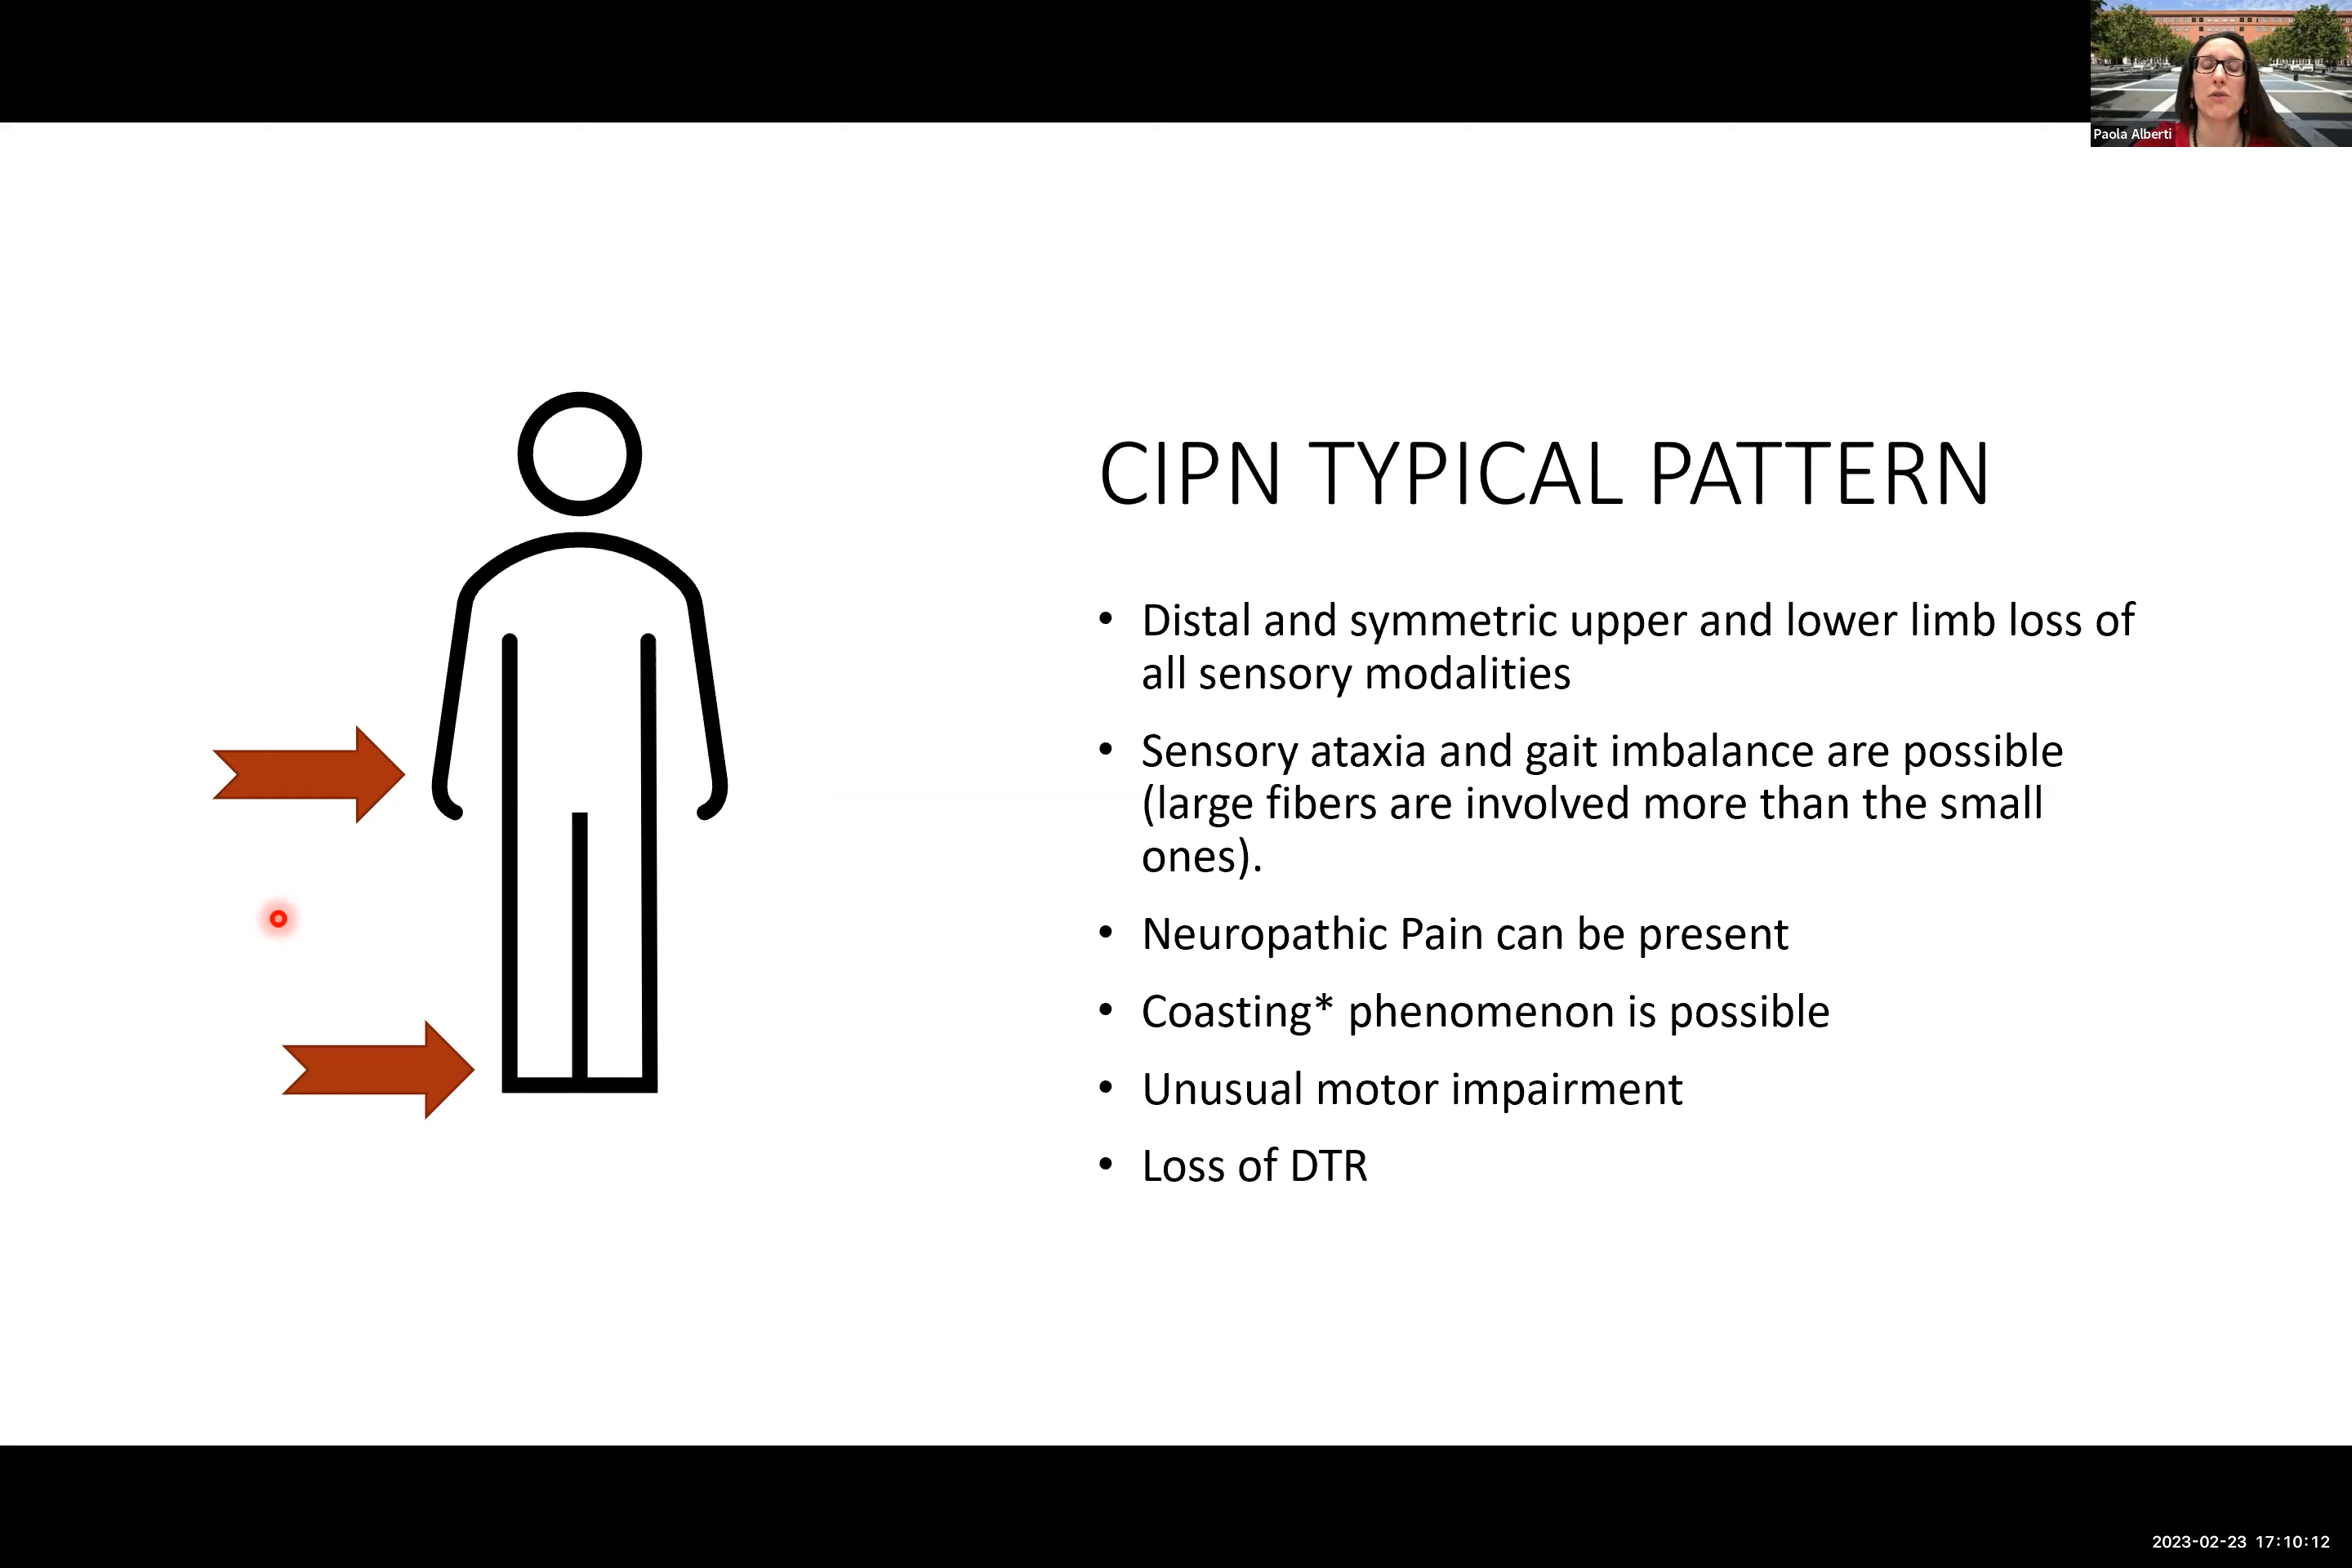 Paola Alberti
CIPN TYPICAL PATTERN
• Distal and symmetric upper and lower limb loss of
all sensory modalities
• Sensory ataxia and gait imbalance are possible
(large fibers are involved more than the small
ones).
• Neuropathic Pain can be present
• Coasting* phenomenon is possible
• Unusual motor impairment
• Loss of DTR
2023-02-23 17:10:12